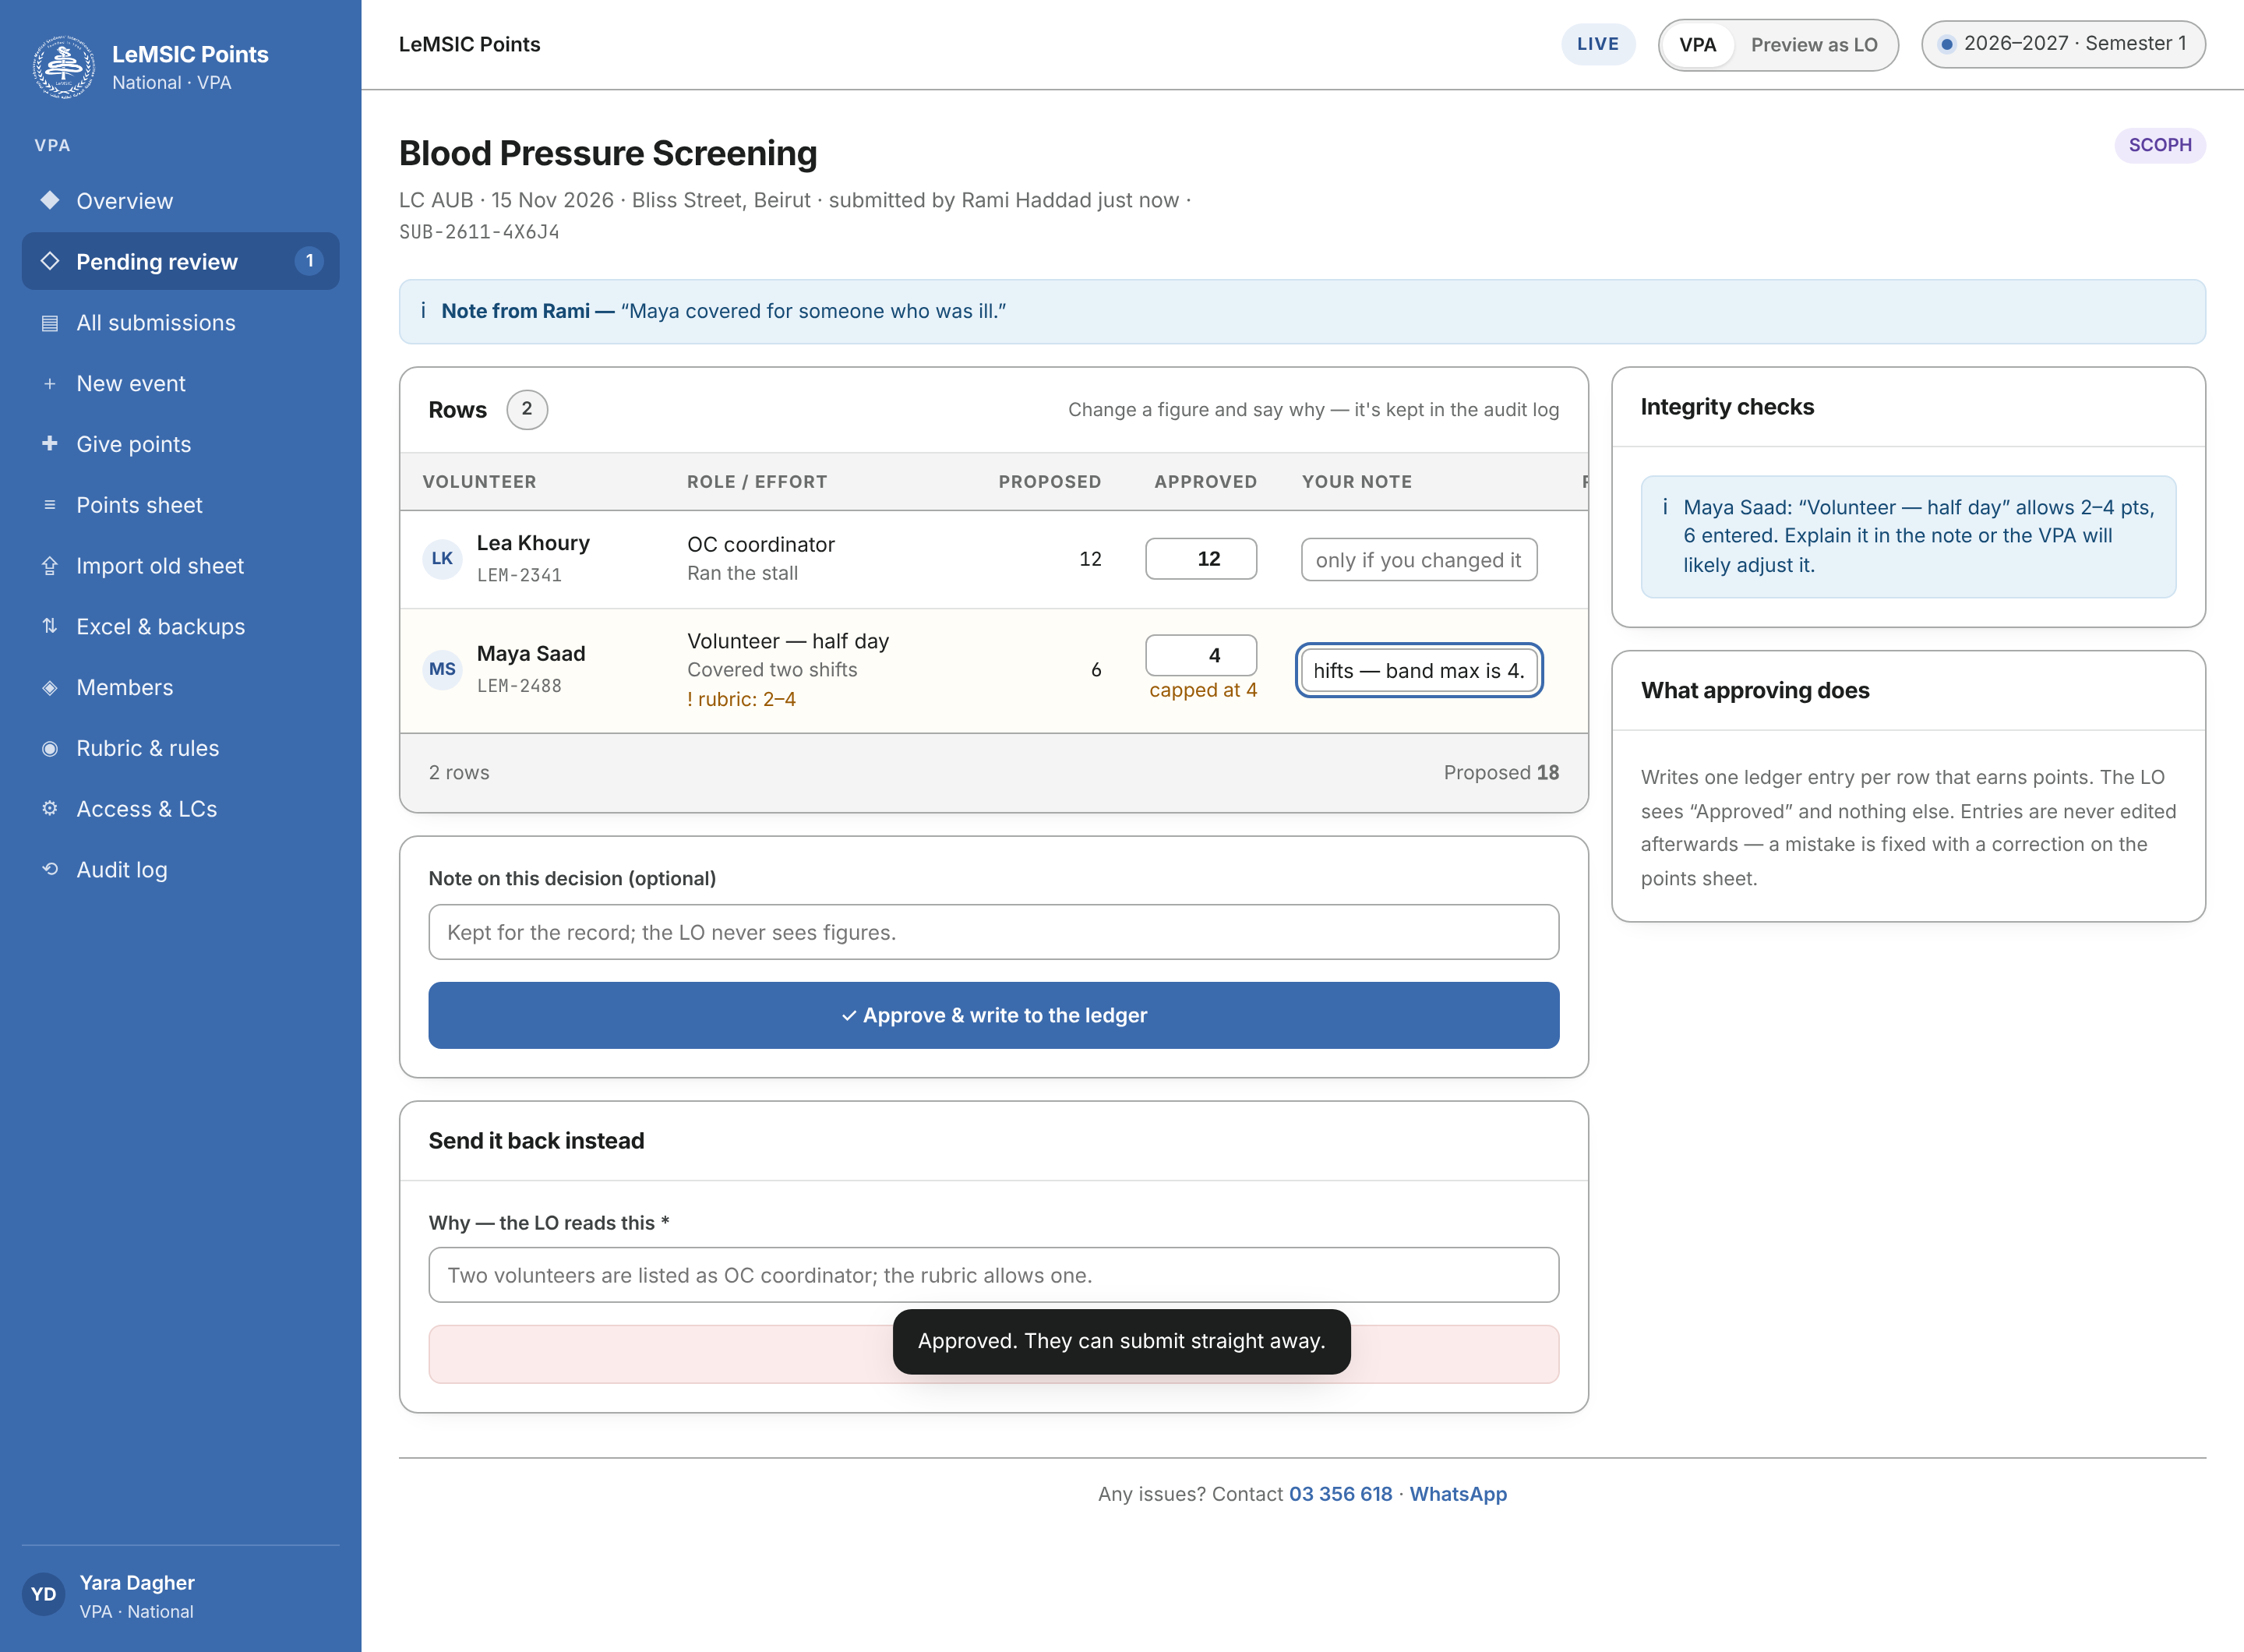 LeMSIC Points
National · VPA
VPA
Overview
Pending review 1
All submissions
New event
Give points
Points sheet
Import old sheet
Excel & backups
Members
Rubric & rules
Access & LCs
Audit log
YD
Yara Dagher
VPA · National
LeMSIC Points
LIVE
VPA
Preview as LO
2026–2027 · Semester 1
Blood Pressure Screening
SCOPH
LC AUB · 15 Nov 2026 · Bliss Street, Beirut · submitted by Rami Haddad just now ·
SUB-2611-4X6J4
i Note from Rami — “Maya covered for someone who was ill.”
Rows 2
Change a figure and say why — it's kept in the audit log
VOLUNTEER ROLE / EFFORT PROPOSED APPROVED YOUR NOTE
LK
Lea Khoury
LEM-2341
OC coordinator
Ran the stall
12
12
only if you changed it
MS
Maya Saad
LEM-2488
Volunteer — half day
Covered two shifts
! rubric: 2–4
6
4
capped at 4
hifts — band max is 4.
2 rows
Proposed 18
Note on this decision (optional)
Kept for the record; the LO never sees figures.
✓ Approve & write to the ledger
Send it back instead
Why — the LO reads this *
Two volunteers are listed as OC coordinator; the rubric allows one.
Approved. They can submit straight away.
Integrity checks
i Maya Saad: “Volunteer — half day” allows 2–4 pts,
6 entered. Explain it in the note or the VPA will
likely adjust it.
What approving does
Writes one ledger entry per row that earns points. The LO
sees “Approved” and nothing else. Entries are never edited
afterwards — a mistake is fixed with a correction on the
points sheet.
Any issues? Contact 03 356 618 · WhatsApp